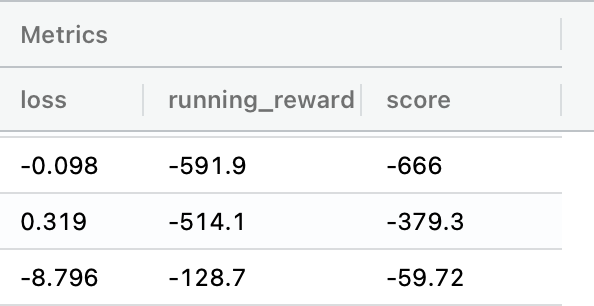 Metrics
loss running_reward score
-0.098 -591.9 -666
0.319 -514.1 -379.3
-8.796 -128.7 -59.72